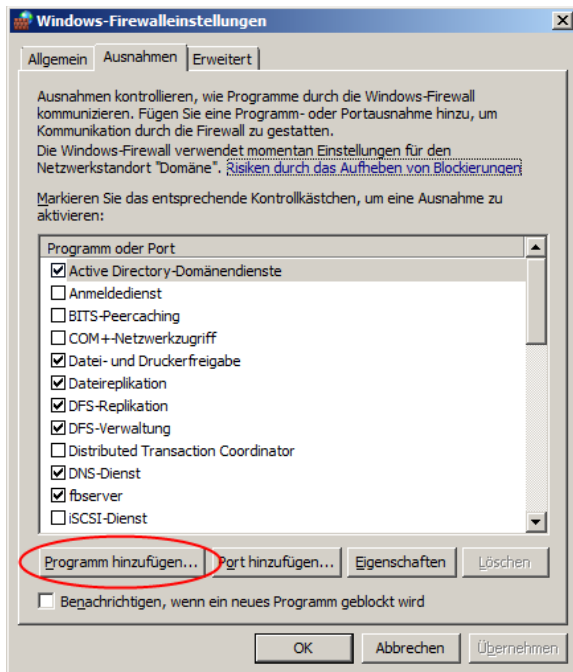 Windows-Firewalleinstellungen
Allgemein Ausnahmen Erweitert
Ausnahmen kontrollieren, wie Programme durch die Windows-Firewall
kommunizieren. Fügen Sie eine Programm- oder Portausnahme hinzu, um
Kommunikation durch die Firewall zu gestatten.
Die Windows-Firewall verwendet momentan Einstellungen für den
Netzwerkstandort "Domäne". Risiken durch das Aufheben von Blockierungen
Markieren Sie das entsprechende Kontrollkästchen, um eine Ausnahme zu
aktivieren:
Programm oder Port
Active Directory-Domänendienste
Anmeldedienst
BITS-Peercaching
COM+-Netzwerkzugriff
Datei- und Druckerfreigabe
Dateireplikation
DFS-Replikation
DFS-Verwaltung
Distributed Transaction Coordinator
DNS-Dienst
fbserver
iSCSI-Dienst
Programm hinzufügen... Port hinzufügen... Eigenschaften Löschen
Benachrichtigen, wenn ein neues Programm geblockt wird
OK Abbrechen Übernehmen